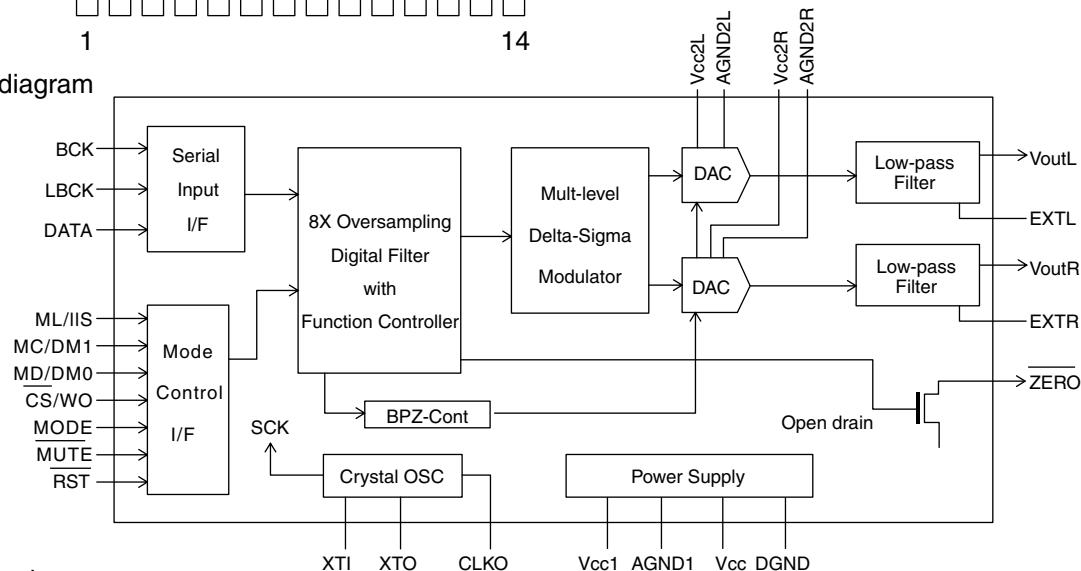 1 14
diagram
Vcc2L
AGND2L
Vcc2R
AGND2R
BCK
LBCK
DATA
Serial
Input
I/F
8X Oversampling
Digital Filter
with
Function Controller
Mult-level
Delta-Sigma
Modulator
DAC
DAC
Low-pass
Filter
Low-pass
Filter
VoutL
EXTL
VoutR
EXTR
ZERO
ML/IIS
MC/DM1
MD/DM0
CS/WO
MODE
MUTE
RST
Mode
Control
I/F
BPZ-Cont
Open drain
SCK
Crystal OSC
Power Supply
XTI XTO CLKO Vcc1 AGND1 Vcc DGND